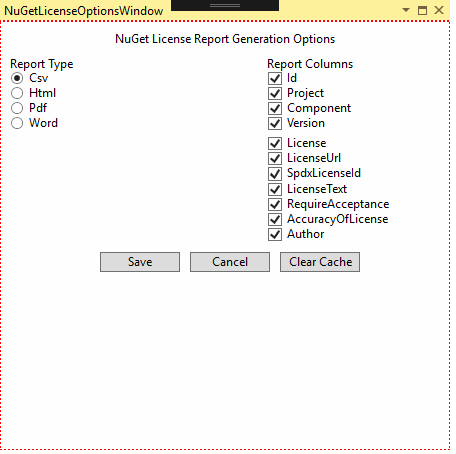 NuGetLicenseOptionsWindow
NuGet License Report Generation Options
Report Type
Csv
Html
Pdf
Word
Report Columns
Id
Project
Component
Version
License
LicenseUrl
SpdxLicenseId
LicenseText
RequireAcceptance
AccuracyOfLicense
Author
Save
Cancel
Clear Cache